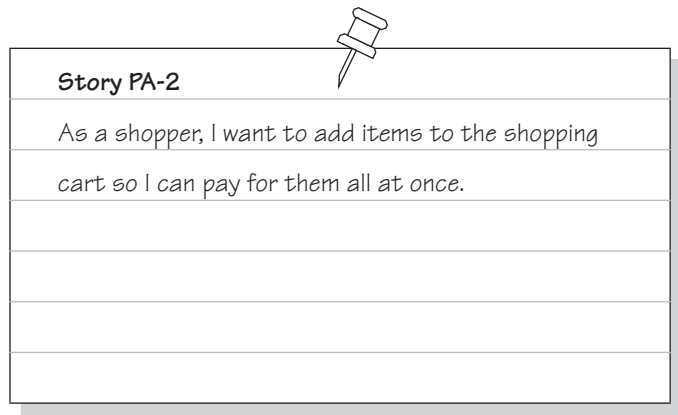 Story PA-2
As a shopper, I want to add items to the shopping
cart so I can pay for them all at once.